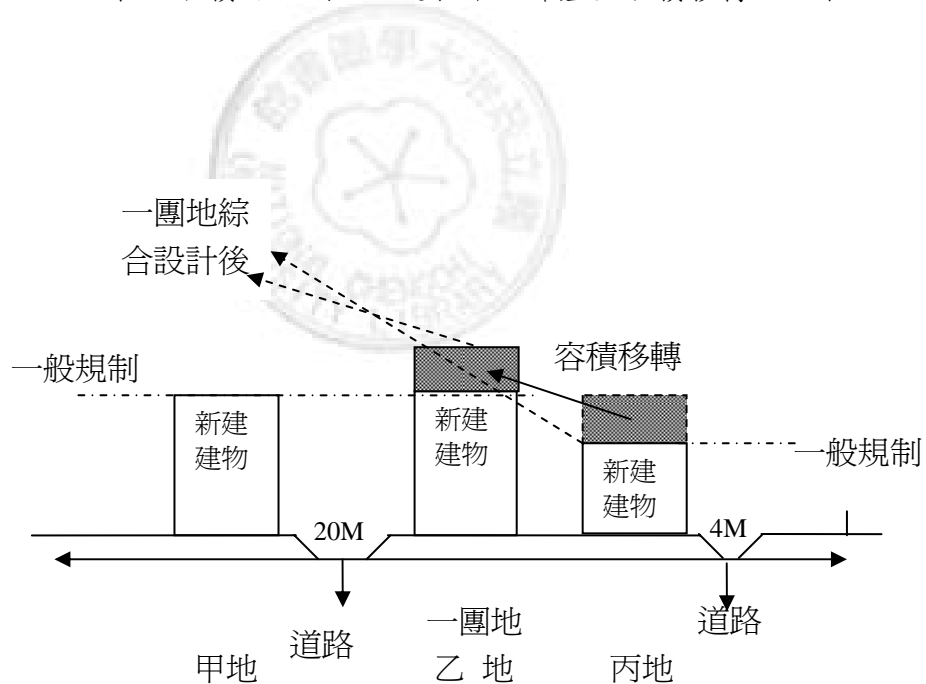 一團地綜
合設計後
容積移轉
一般規制
新建
建物
新建
建物
新建
建物
一般規制
20M
4M
道路
一團地
道路
甲地
乙 地
丙地